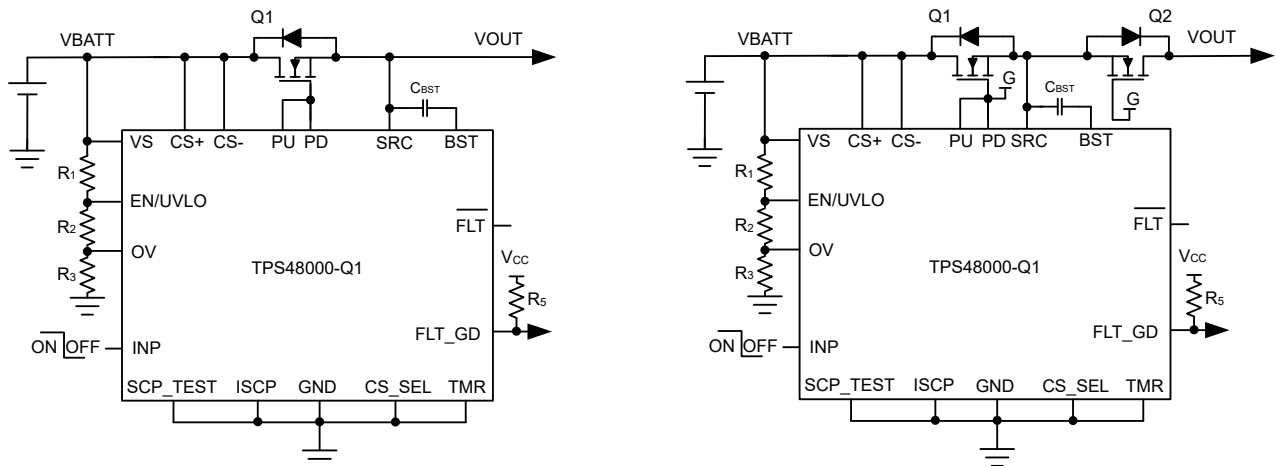 Q1
VBATT
VOUT
CBST
VS
CS+
CS-
PU
PD
SRC
BST
R1
EN/UVLO
R2
FLT
OV
VCC
R3
TPS48000-Q1
R5
FLT_GD
ON OFF
INP
SCP_TEST
ISCP
GND
CS_SEL
TMR
Q1
Q2
VBATT
VOUT
G
CBST
G
VS
CS+
CS-
PU
PD
SRC
BST
R1
EN/UVLO
R2
FLT
OV
VCC
R3
TPS48000-Q1
R5
FLT_GD
ON OFF
INP
SCP_TEST
ISCP
GND
CS_SEL
TMR